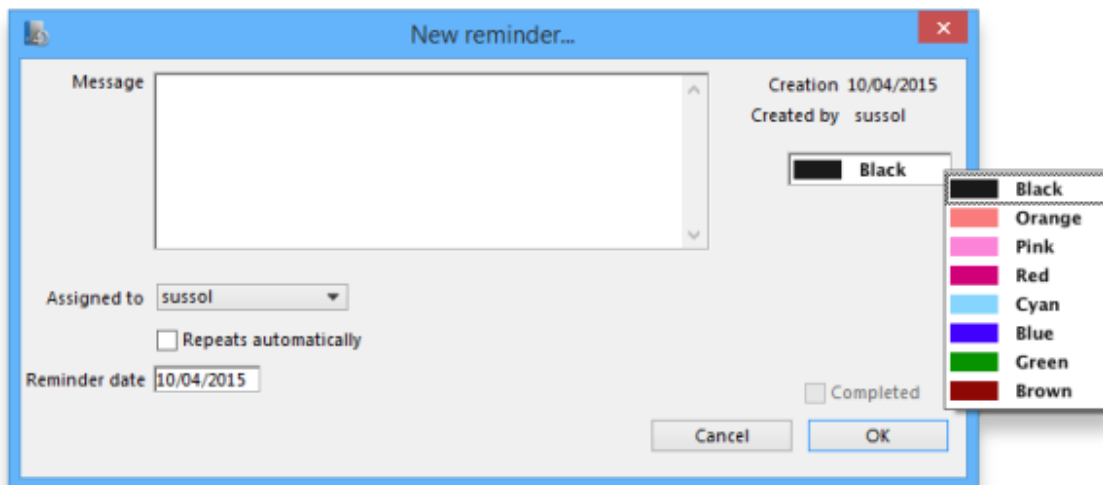 New reminder...
Message
Creation 10/04/2015
Created by sussol
Black
Black
Orange
Pink
Red
Cyan
Blue
Green
Brown
Assigned to sussol
Repeats automatically
Reminder date 10/04/2015
Completed
Cancel OK